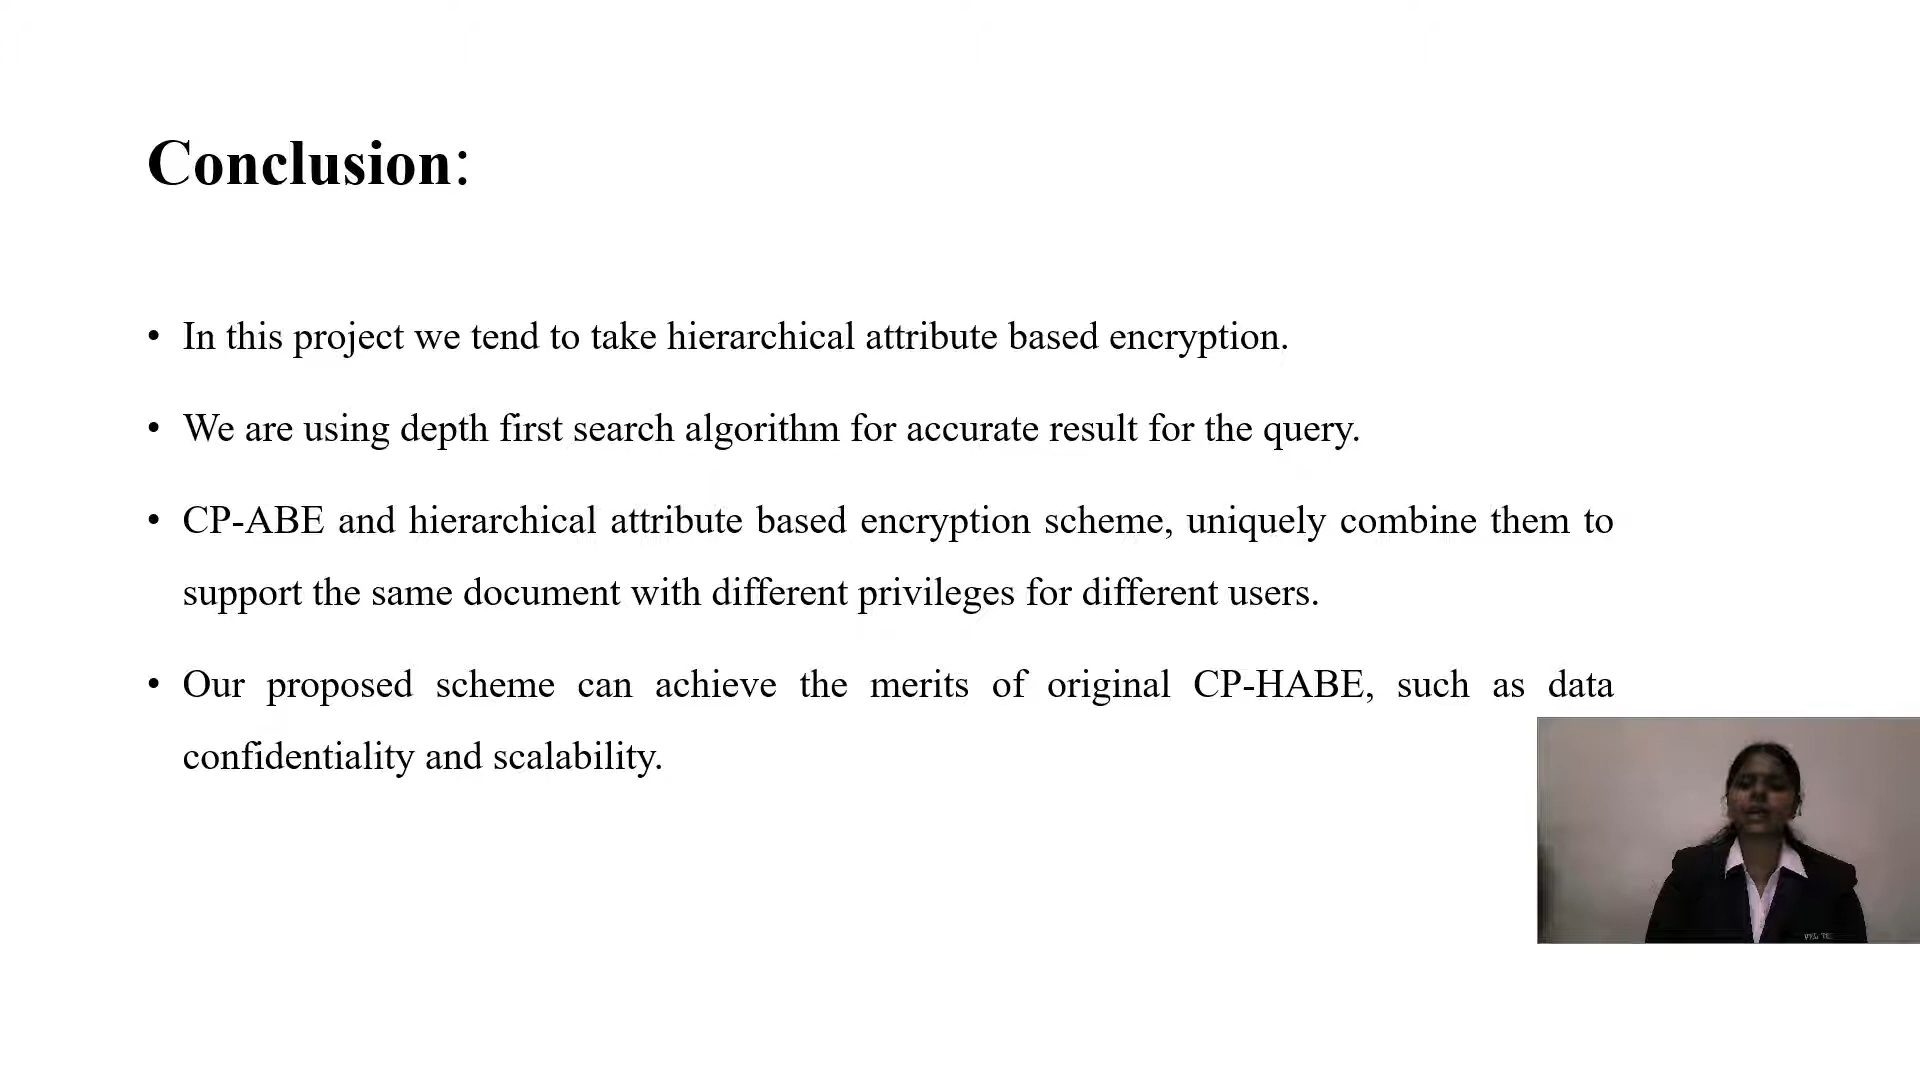 Conclusion:
• In this project we tend to take hierarchical attribute based encryption.
• We are using depth first search algorithm for accurate result for the query.
• CP-ABE and hierarchical attribute based encryption scheme, uniquely combine them to
support the same document with different privileges for different users.
• Our proposed scheme can achieve the merits of original CP-HABE, such as data
confidentiality and scalability.